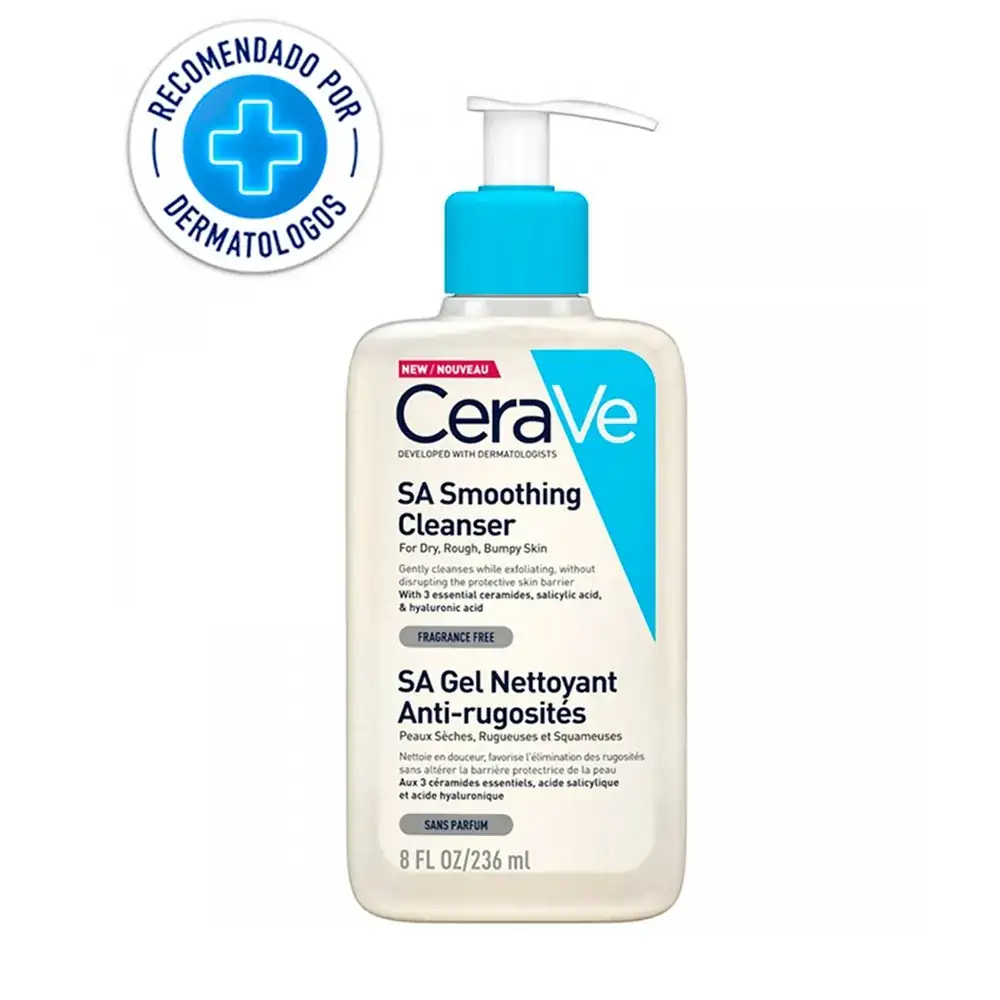 RECOMENDADO POR
DERMATOLOGOS
NEW / NOUVEAU
CeraVe
DEVELOPED WITH DERMATOLOGISTS
SA Smoothing
Cleanser
For Dry, Rough, Bumpy Skin
Gently cleanses while exfoliating, without
disrupting the protective skin barrier
With 3 essential ceramides, salicylic acid,
& hyaluronic acid
FRAGRANCE FREE
SA Gel Nettoyant
Anti-rugosités
Peaux Sèches, Rugueuses et Squameuses
Nettoie en douceur, favorise l'élimination des rugosités
sans altérer la barrière protectrice de la peau
Aux 3 céramides essentiels, acide salicylique
et acide hyaluronique
SANS PARFUM
8 FL OZ/236 ml